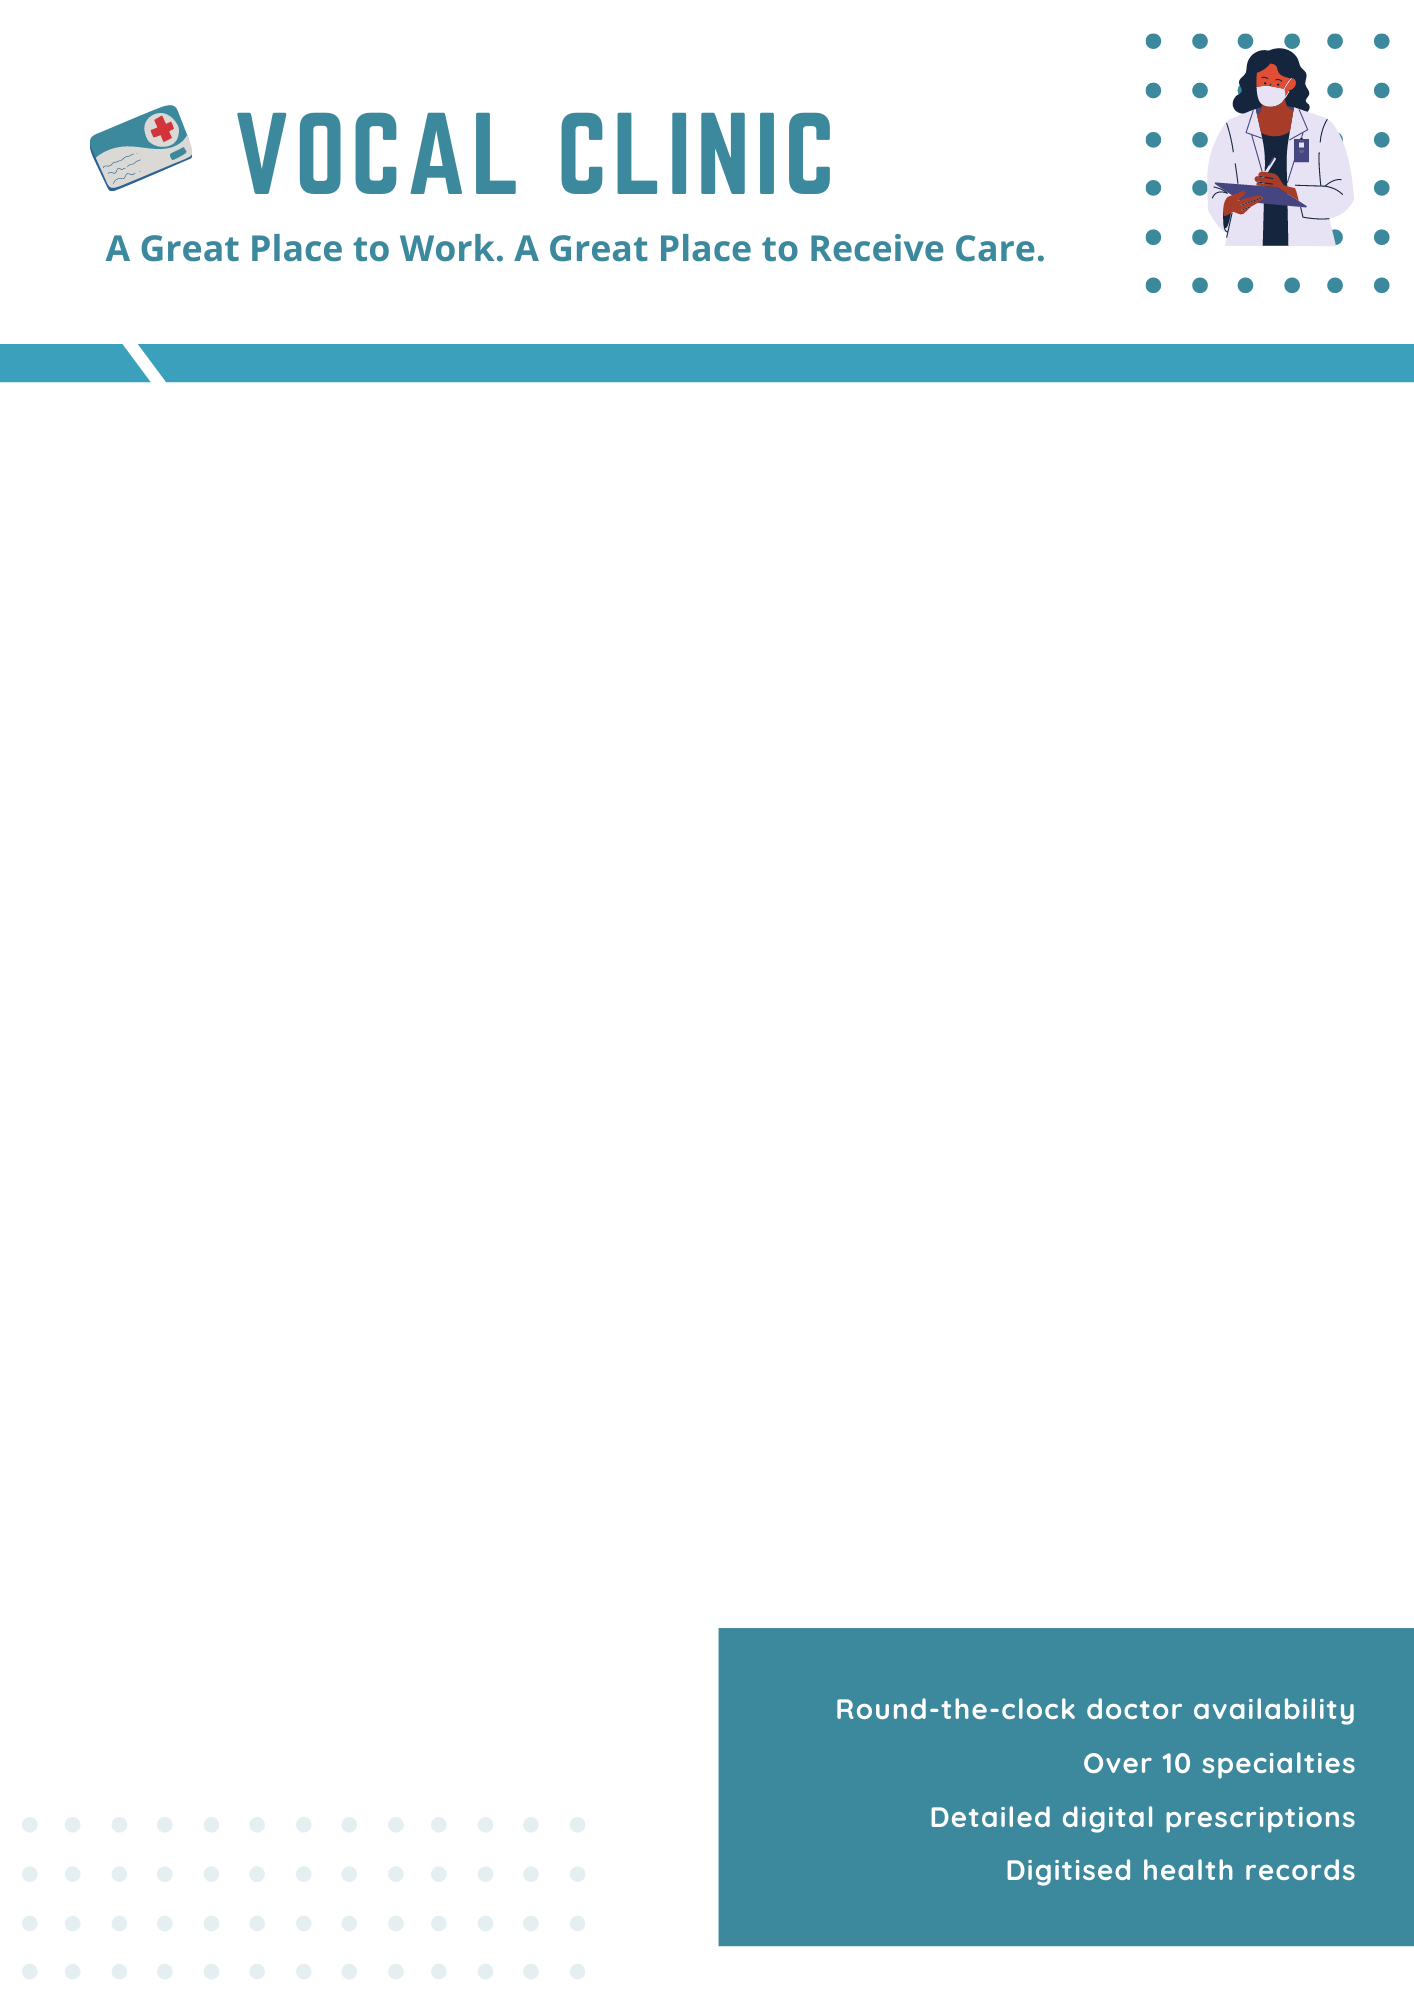 VOCAL CLINIC
A Great Place to Work. A Great Place to Receive Care.
Round-the-clock doctor availability
Over 10 specialties
Detailed digital prescriptions
Digitised health records